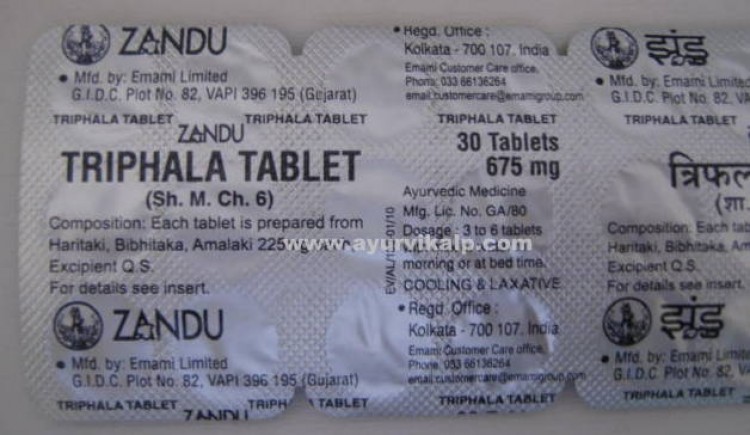 ZANDU
• Mfd. by: Emami Limited
G.I.D.C. Plot No. 82, VAPI 396 195 (Gujarat)
TRIPHALA TABLET TRIPHALA TABLET
ZANDU
TRIPHALA TABLET
(Sh. M. Ch. 6)
Composition: Each tablet is prepared from
Haritaki, Bibhitaka, Amalaki 225mg
Excipient Q.S.
For details see insert.
ZANDU
• Mfd. by: Emami Limited
G.I.D.C. Plot No. 82, VAPI 396 195 (Gujarat)
TRIPHALA TABLET TRIPHALA TABLET
ZANDU
• Regd. Office :
Kolkata - 700 107. India
Emami Customer Care office,
Phone: 033 66136264
email:customercare@emamigroup.com
30 Tablets
675 mg
Ayurvedic Medicine
Mfg. Lic. No. GA/80
Dosage : 3 to 6 tablets
morning or at bed time.
COOLING & LAXATIVE
• Regd. Office :
Kolkata - 700 107. India
Emami Customer Care office,
Phone: 033 66136264
email:customercare@emamigroup.com
TABLET
झंडु
• Mfd. by: Emami Limite
G.I.D.C. Plot No. 82, VA
TRIPHALA TABLET
त्रिफल
(शा.
Composition: Each tab
Haritaki, Bibhitaka, Am
Excipient Q.S.
For details see insert.
झंडु
• Mfd. by: Emami Limit
G.I.D.C. Plot No. 82, VA
TRIPHALA TABLET
www.ayurvikalp.com